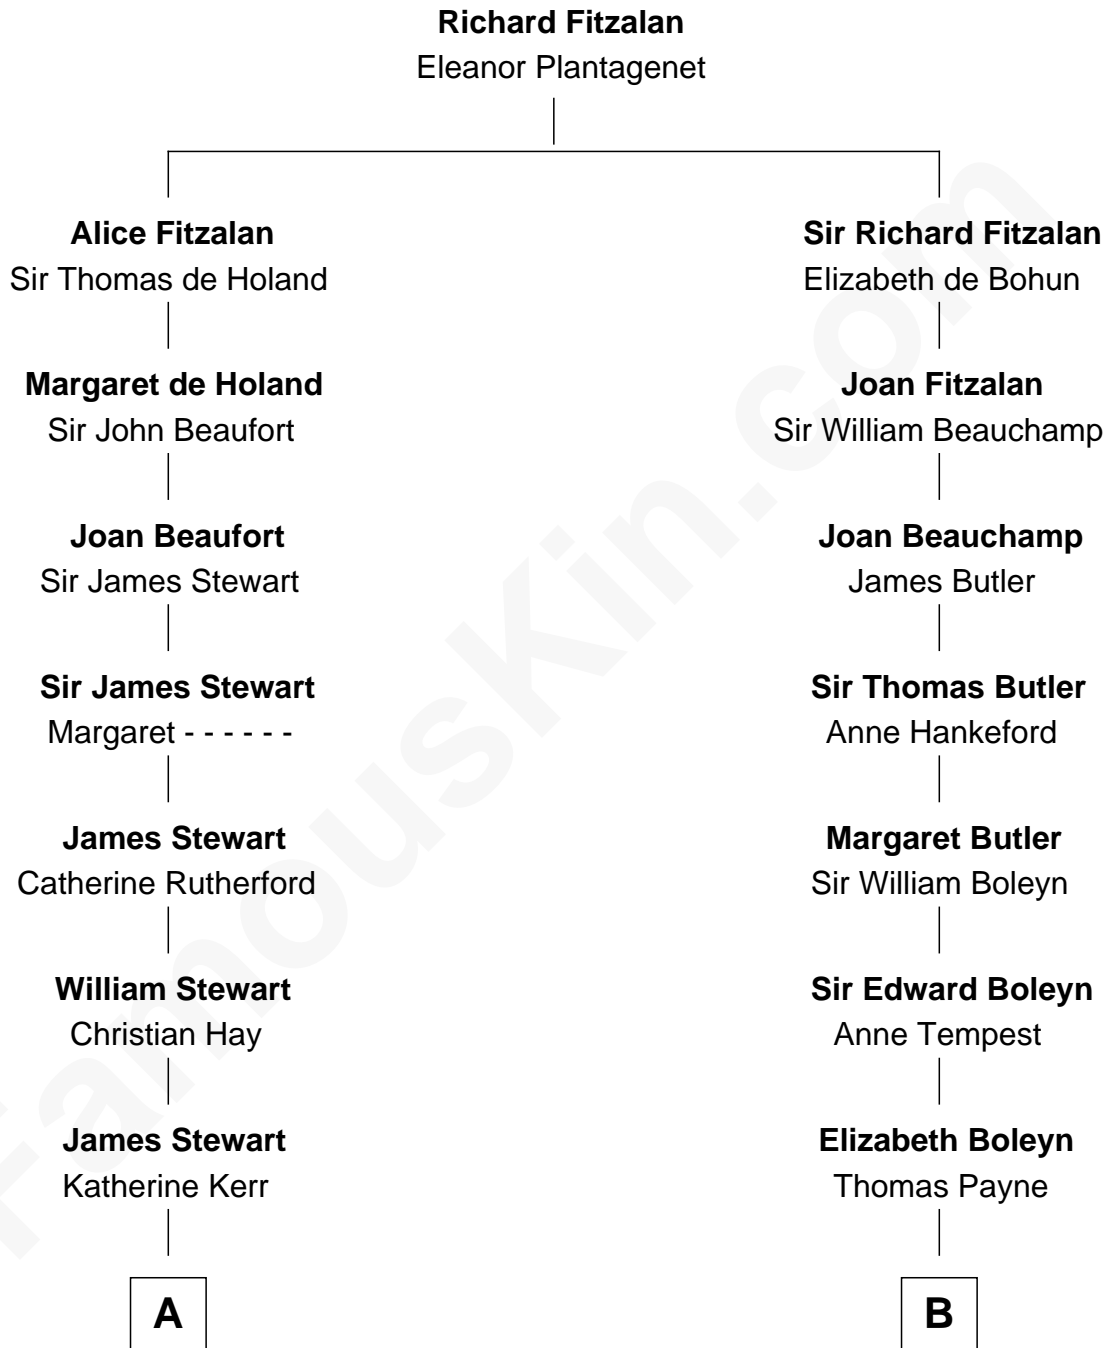 Richard Fitzalan
Eleanor Plantagenet
Alice Fitzalan
Sir Thomas de Holand
Sir Richard Fitzalan
Elizabeth de Bohun
Margaret de Holand
Sir John Beaufort
Joan Fitzalan
Sir William Beauchamp
Joan Beaufort
Sir James Stewart
Joan Beauchamp
James Butler
Sir James Stewart
Margaret - - - - - -
Sir Thomas Butler
Anne Hankeford
James Stewart
Catherine Rutherford
Margaret Butler
Sir William Boleyn
William Stewart
Christian Hay
Sir Edward Boleyn
Anne Tempest
James Stewart
Katherine Kerr
Elizabeth Boleyn
Thomas Payne
A
B
FamousKin.com